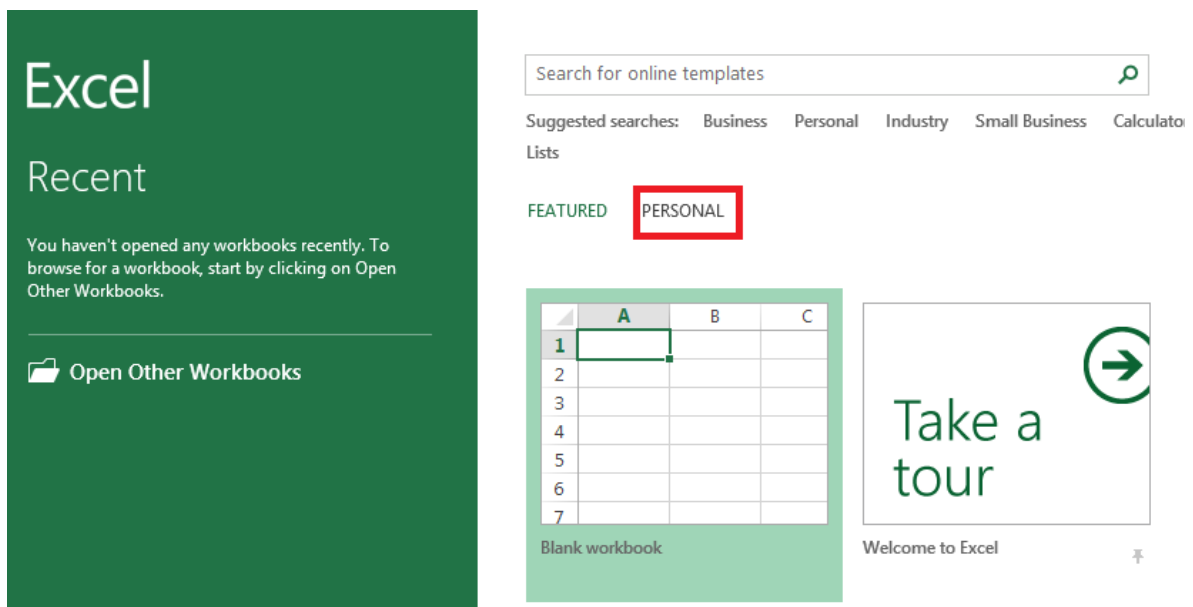 Excel
Recent
You haven't opened any workbooks recently. To
browse for a workbook, start by clicking on Open
Other Workbooks.
Open Other Workbooks
Search for online templates
Suggested searches: Business Personal Industry Small Business Calculator
Lists
FEATURED PERSONAL
A B C
1
2
3
4
5
6
7
Blank workbook
Take a
tour
Welcome to Excel